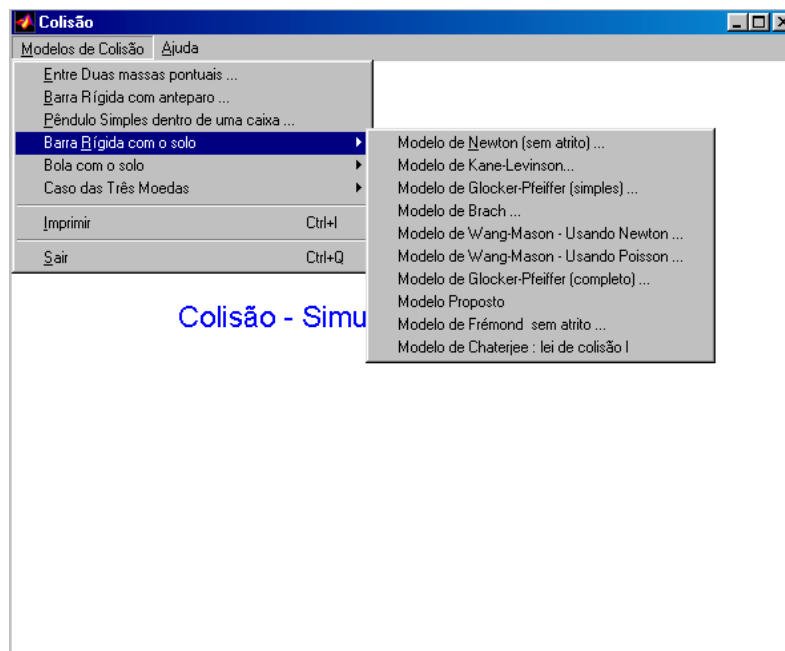 Colisão
Modelos de Colisão Ajuda
Entre Duas massas pontuais ...
Barra Rígida com anteparo ...
Pêndulo Simples dentro de uma caixa ...
Barra Rígida com o solo
Bola com o solo
Caso das Três Moedas
Imprimir Ctrl+I
Sair Ctrl+Q
Modelo de Newton (sem atrito) ...
Modelo de Kane-Levinson...
Modelo de Glocker-Pfeiffer (simples) ...
Modelo de Brach ...
Modelo de Wang-Mason - Usando Newton ...
Modelo de Wang-Mason - Usando Poisson ...
Modelo de Glocker-Pfeiffer (completo) ...
Modelo Proposto
Modelo de Frémond sem atrito ...
Modelo de Chaterjee : lei de colisão I
Colisão - Simu